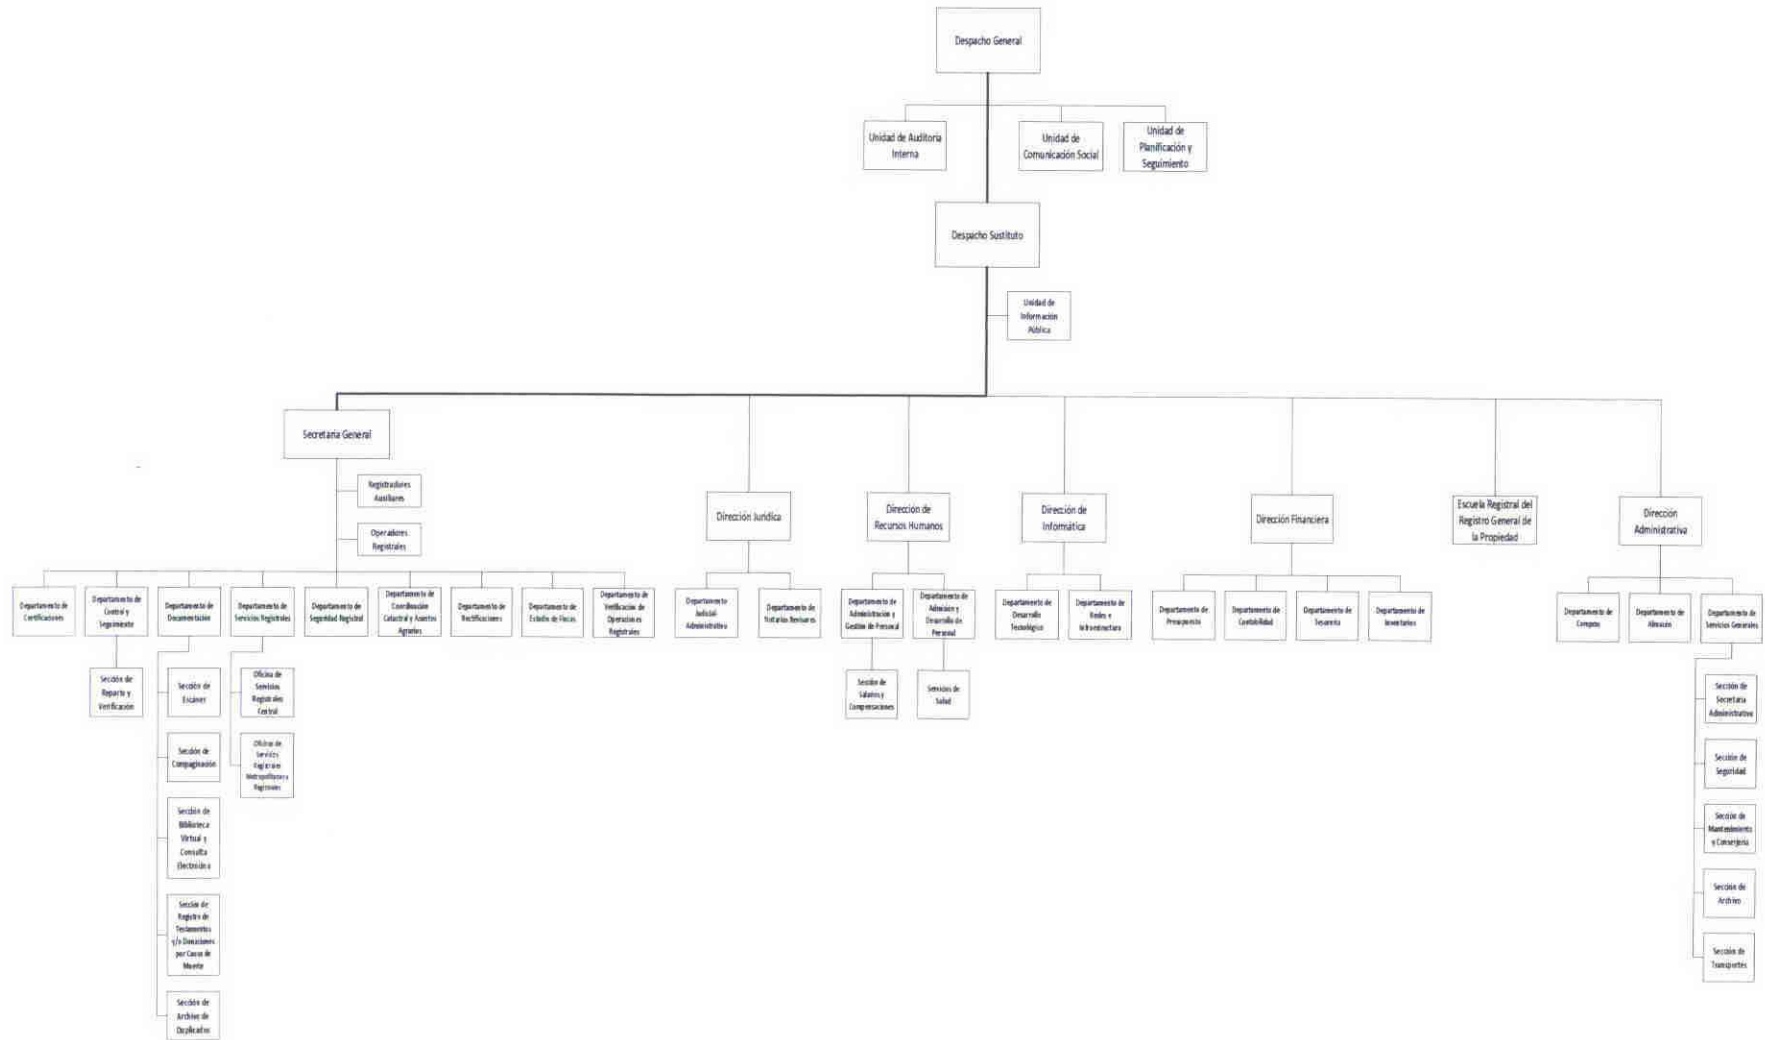 Despacho General
Unidad de Auditoría
Interna
Unidad de
Comunicación Social
Unidad de
Planificación y
Seguimiento
Despacho Sustituto
Unidad de
Información
Pública
Secretaría General
Registradores
Auxiliares
Operadores
Registrales
Dirección Jurídica
Dirección de
Recursos Humanos
Dirección de
Informática
Dirección Financiera
Escuela Registral del
Registro General de
la Propiedad
Dirección
Administrativa
Departamento de
Certificaciones
Departamento de
Control y
Seguimiento
Departamento de
Documentación
Departamento de
Servicios Registrales
Departamento de
Seguridad Registral
Departamento de
Coordinación
Catastral y Asuntos
Agrarios
Departamento de
Rectificaciones
Departamento de
Estudio de Fincas
Departamento de
Verificación de
Operaciones
Registrales
Departamento
Judicial-
Administrativo
Departamento de
Notarios Revisores
Departamento de
Administración y
Gestión de Personal
Departamento de
Admisión y
Desarrollo de
Personal
Departamento de
Desarrollo
Tecnológico
Departamento de
Redes e
Infraestructura
Departamento de
Presupuesto
Departamento de
Contabilidad
Departamento de
Tesorería
Departamento de
Inventarios
Departamento de
Compras
Departamento de
Almacén
Departamento de
Servicios Generales
Sección de
Reparto y
Verificación
Sección de
Escáner
Oficina de
Servicios
Registrales
Central
Sección de
Salarios y
Compensaciones
Servicios de
Salud
Sección de
Secretaría
Administrativa
Sección de
Compaginación
Oficinas de
Servicios
Registrales
Metropolitanas y
Regionales
Sección de
Seguridad
Sección de
Biblioteca
Virtual y
Consulta
Electrónica
Sección de
Mantenimiento
y Conserjería
Sección de
Registro de
Testamentos
y/o Donaciones
por Causa de
Muerte
Sección de
Archivo
Sección de
Transportes
Sección de
Archivo de
Duplicados